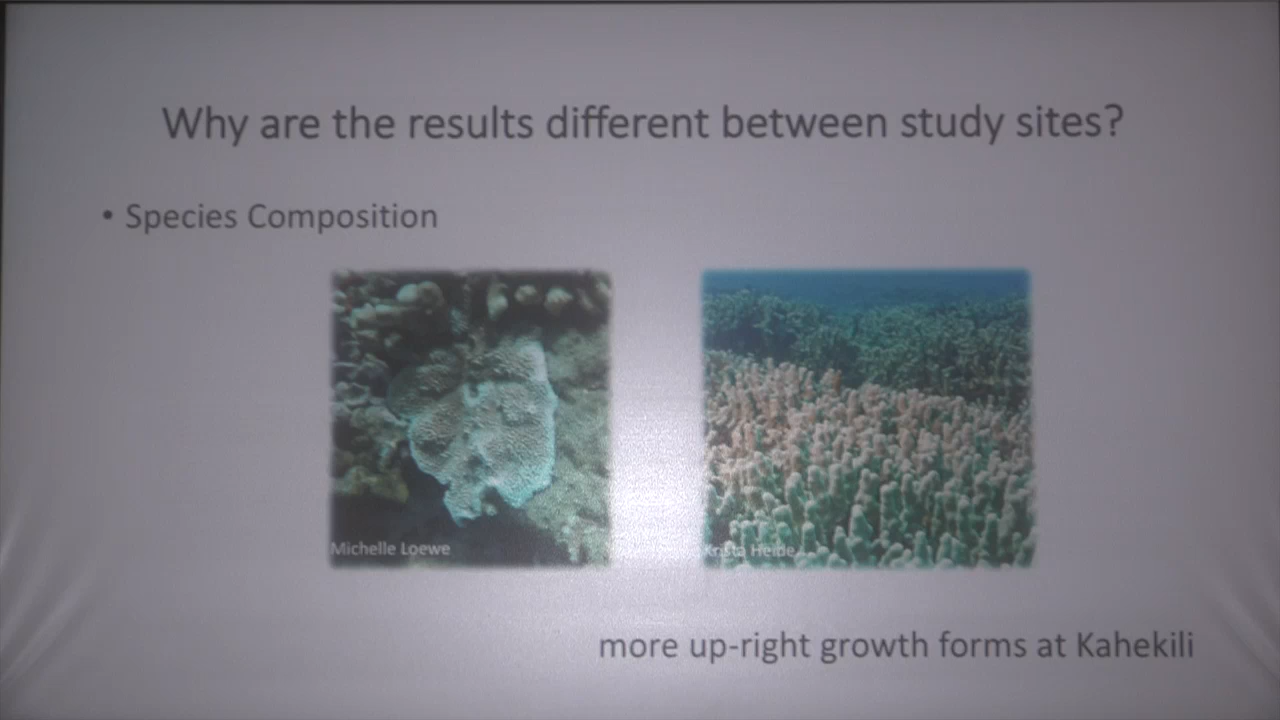 Why are the results different between study sites?
• Species Composition
Michelle Loewe
Krista Heide
more up-right growth forms at Kahekili